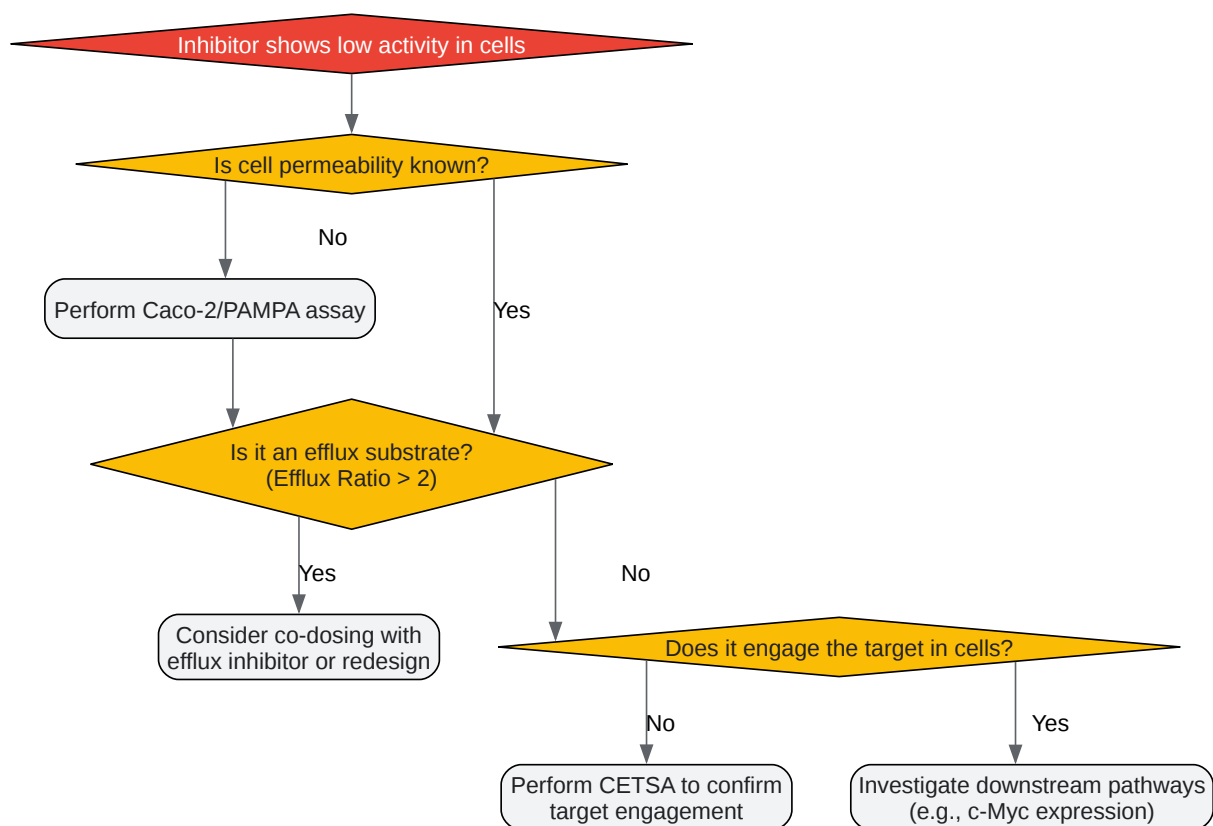 Inhibitor shows low activity in cells
Is cell permeability known?
No
Perform Caco-2/PAMPA assay
Yes
Is it an efflux substrate?
(Efflux Ratio > 2)
Yes
No
Consider co-dosing with
efflux inhibitor or redesign
Does it engage the target in cells?
No
Yes
Perform CETSA to confirm
target engagement
Investigate downstream pathways
(e.g., c-Myc expression)